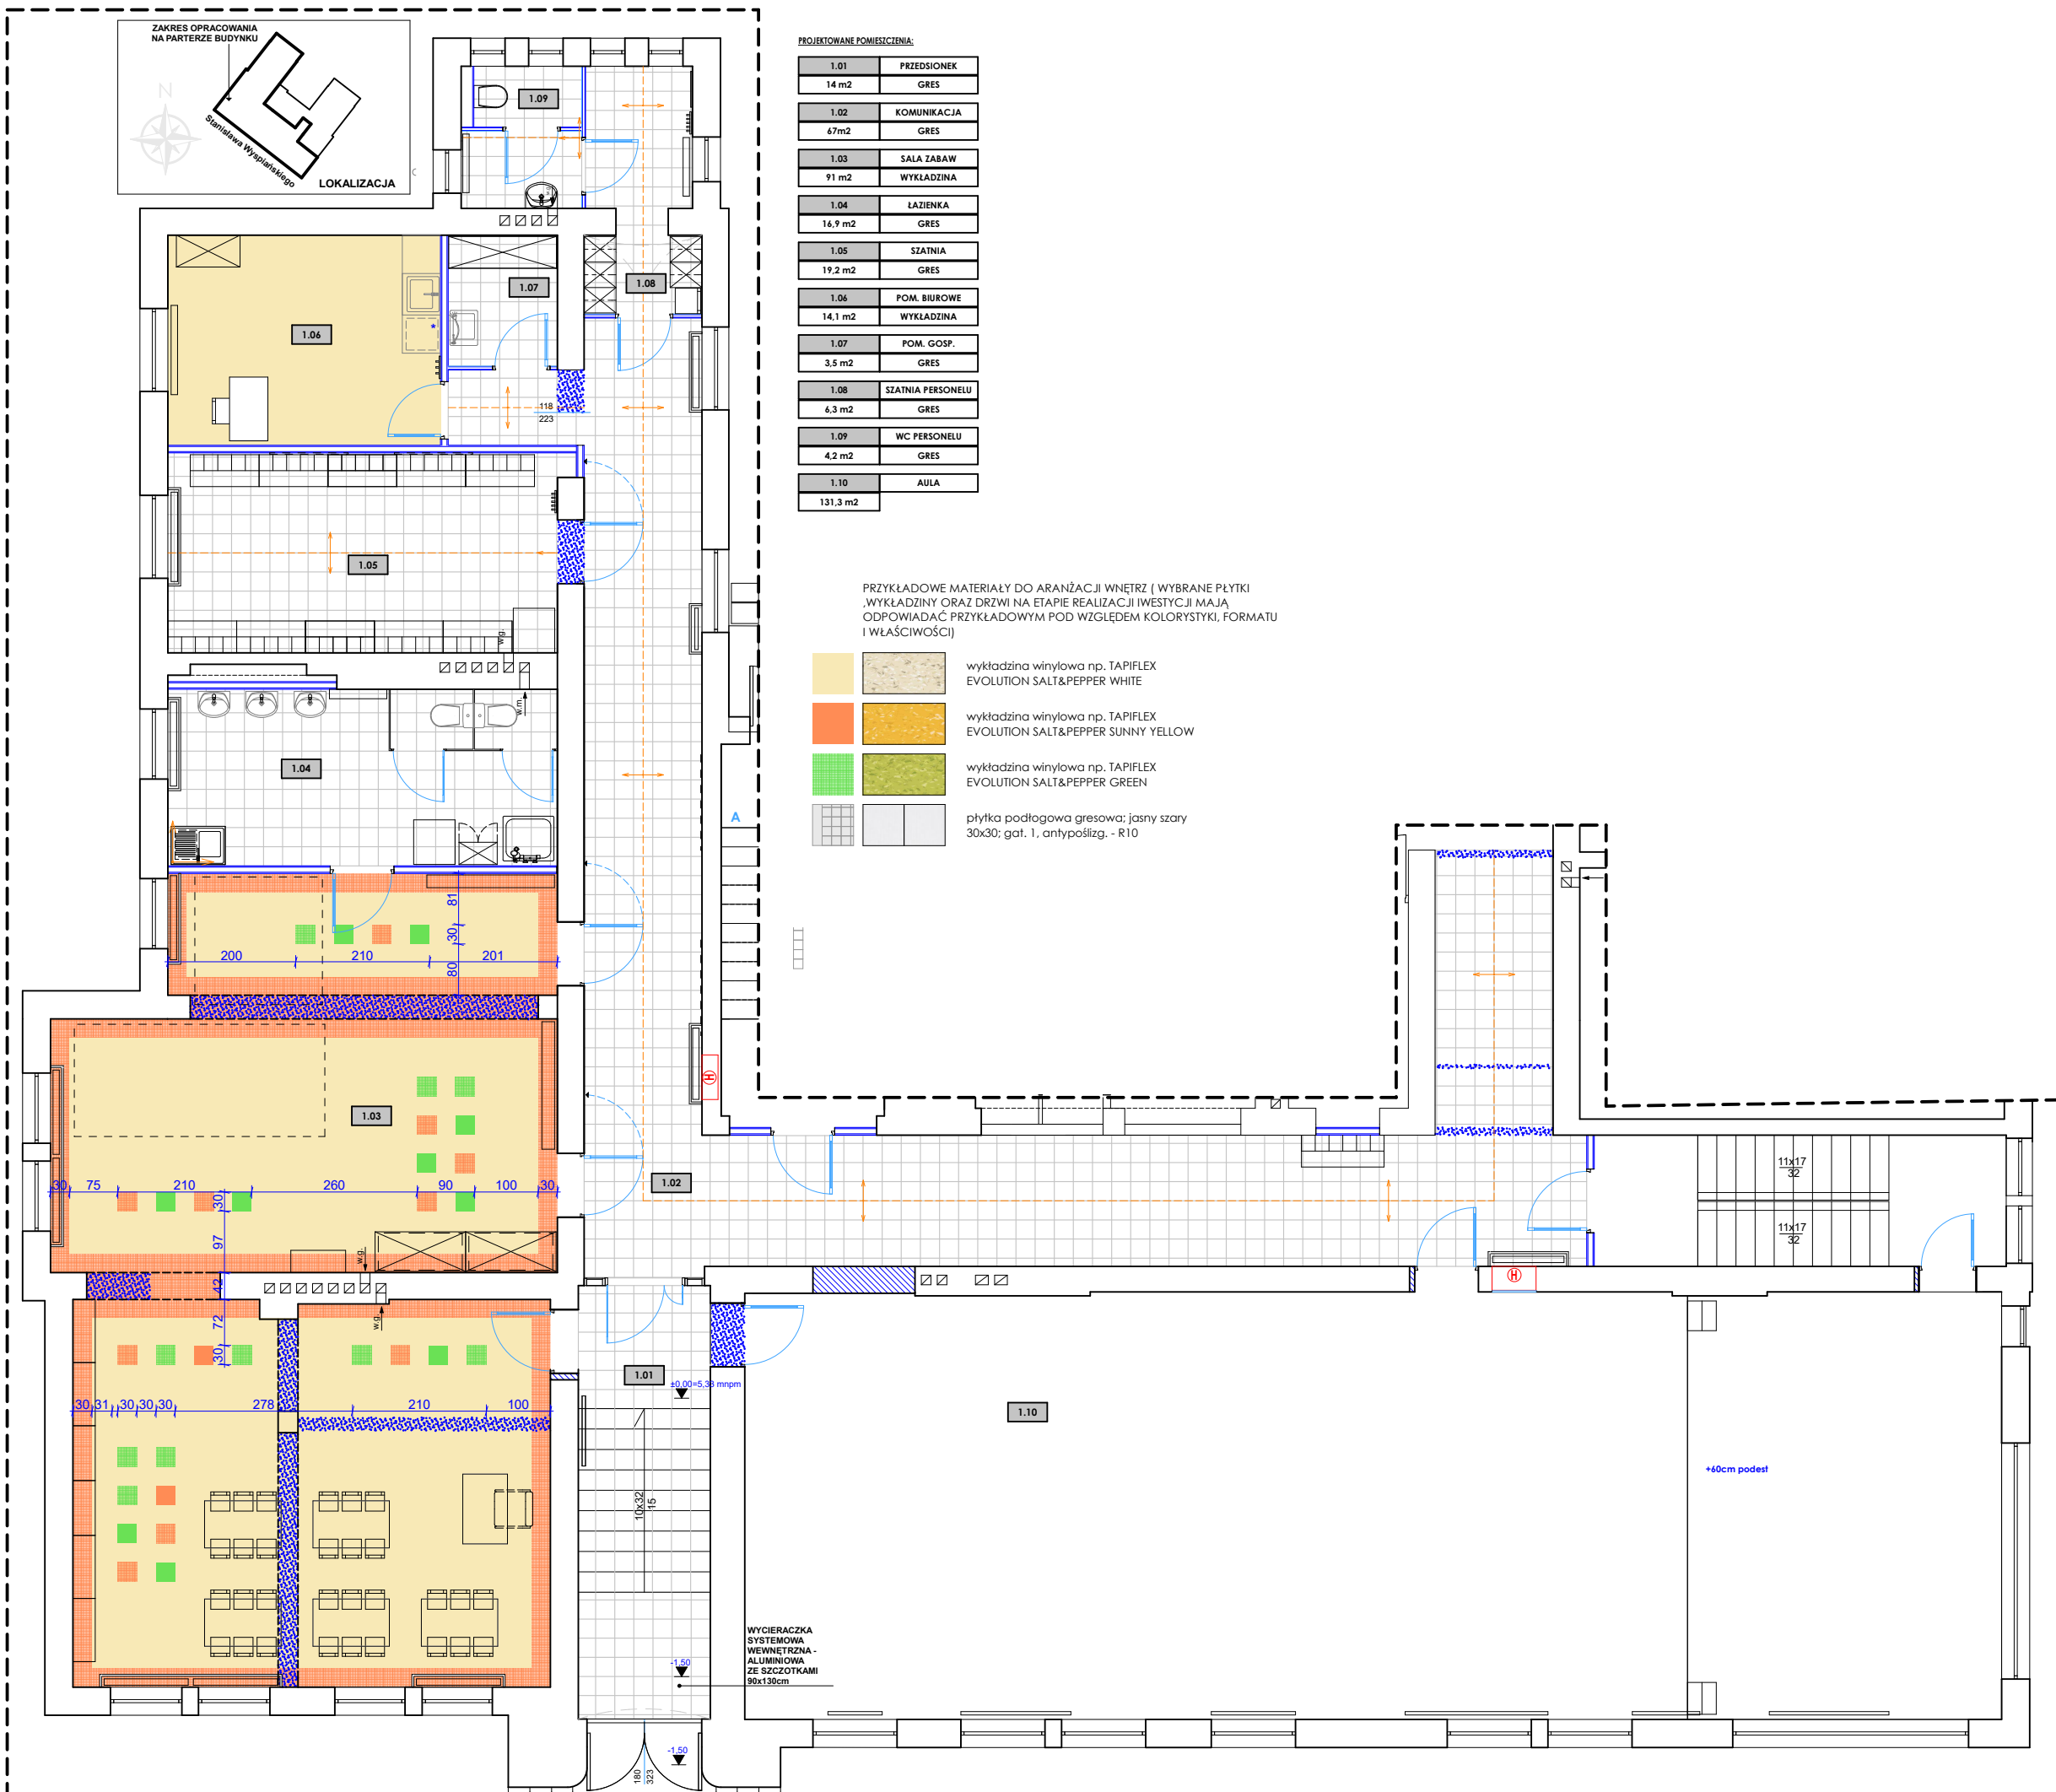 ZAKRES OPRACOWANIA
NA PARTERZE BUDYNKU
N
Stanisława Wyspiańskiego
LOKALIZACJA
PROJEKTOWANE POMIESZCZENIA:
1.01 PRZEDSIONEK
14 m2 GRES
1.02 KOMUNIKACJA
67m2 GRES
1.03 SALA ZABAW
91 m2 WYKŁADZINA
1.04 ŁAZIENKA
16,9 m2 GRES
1.05 SZATNIA
19,2 m2 GRES
1.06 POM. BIUROWE
14,1 m2 WYKŁADZINA
1.07 POM. GOSP.
3,5 m2 GRES
1.08 SZATNIA PERSONELU
6,3 m2 GRES
1.09 WC PERSONELU
4,2 m2 GRES
1.10 AULA
131,3 m2
PRZYKŁADOWE MATERIAŁY DO ARANŻACJI WNĘTRZ ( WYBRANE PŁYTKI
,WYKŁADZINY ORAZ DRZWI NA ETAPIE REALIZACJI IWESTYCJI MAJĄ
ODPOWIADAĆ PRZYKŁADOWYM POD WZGLĘDEM KOLORYSTYKI, FORMATU
I WŁAŚCIWOŚCI)
wykładzina winylowa np. TAPIFLEX
EVOLUTION SALT&PEPPER WHITE
wykładzina winylowa np. TAPIFLEX
EVOLUTION SALT&PEPPER SUNNY YELLOW
wykładzina winylowa np. TAPIFLEX
EVOLUTION SALT&PEPPER GREEN
płytka podłogowa gresowa; jasny szary
30x30; gat. 1, antypoślizg. - R10
1.09
1.07
1.08
1.06
*
118
223
1.05
w.g.
w.m.
1.04
A
81
30
80
200 210 201
1.03
H
30 75 210 260 90 100 30
30
97
42
72
30
w.g.
w.g.
1.02
11x17
32
11x17
32
H
1.01
±0,00=5,33 mnpm
30 31 30 30 30 278 210 100
1.10
+60cm podest
10x32
15
WYCIERACZKA
SYSTEMOWA
WEWNĘTRZNA -
ALUMINIOWA
ZE SZCZOTKAMI
90x130cm
-1,50
-1,50
180
323